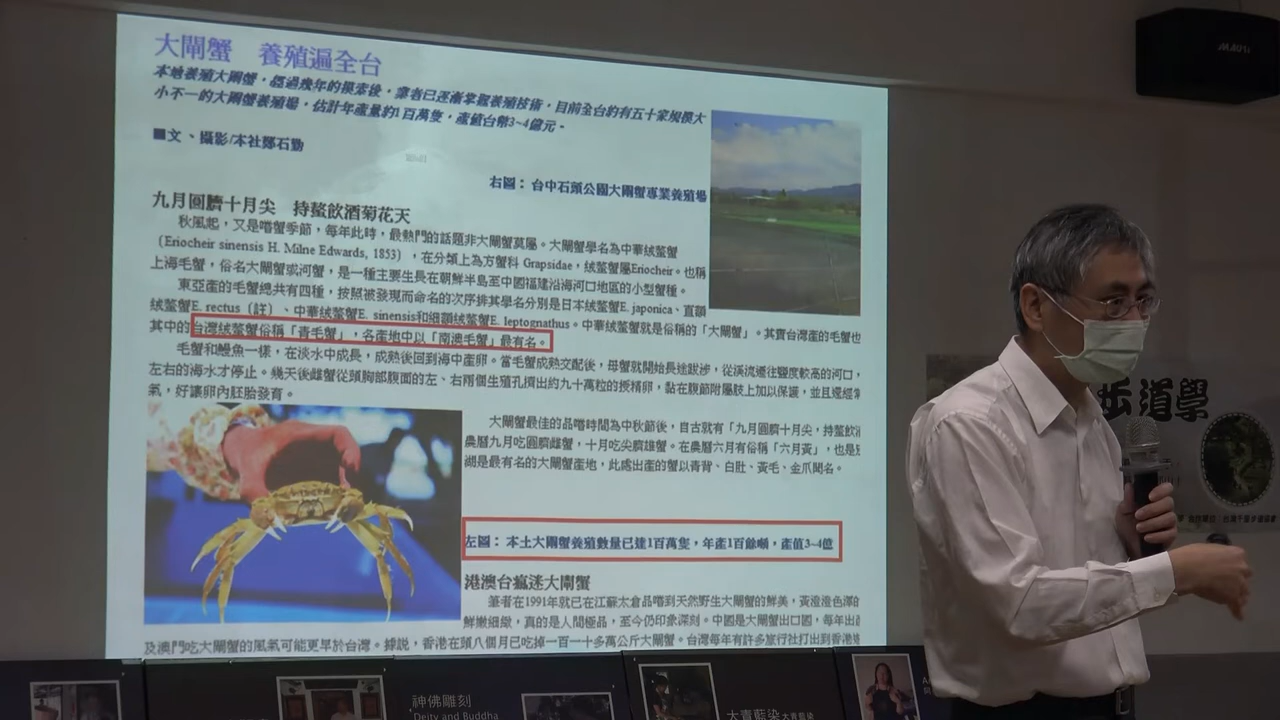 大閘蟹　養殖遍全台
本地養殖大閘蟹，經過幾年的摸索後，業者已逐漸掌觀養殖技術，目前全台約有五十家規模大
小不一的大閘蟹養殖場，估計年產量約1百萬隻，產值台幣3~4億元。
■文、攝影/本社鄭石勤
右圖：台中石頭公園大閘蟹專業養殖場
九月圓臍十月尖　持螯飲酒菊花天
秋風起，又是嚐蟹季節，每年此時，最熱門的話題非大閘蟹莫屬。大閘蟹學名為中華絨螯蟹
（Eriocheir sinensis H. Milne Edwards, 1853），在分類上為方蟹科 Grapsidae，絨螯蟹屬Eriocheir。也稱
上海毛蟹，俗名大閘蟹或河蟹，是一種主要生長在朝鮮半島至中國福建沿海河口地區的小型蟹種。
東亞產的毛蟹總共有四種，按照被發現而命名的次序排其學名分別是日本絨螯蟹E. japonica、直額
絨螯蟹E. rectus（註）、中華絨螯蟹E. sinensis和細額絨螯蟹E. leptognathus。中華絨螯蟹就是俗稱的「大閘蟹」。其實台灣產的毛蟹也
其中的台灣絨螯蟹俗稱「青毛蟹」，各產地中以「南澳毛蟹」最有名。
毛蟹和鰻魚一樣，在淡水中成長，成熟後回到海中產卵。當毛蟹成熟交配後，母蟹就開始長途跋涉，從溪流遷往鹽度較高的河口，
左右的海水才停止。幾天後雌蟹從頭胸部腹面的左、右兩個生殖孔擠出約九十萬粒的授精卵，黏在腹節附屬肢上加以保護，並且還經常
氣，好讓卵內胚胎發育。
大閘蟹最佳的品嚐時間為中秋節後，自古就有「九月圓臍十月尖，持螯飲酒
農曆九月吃圓臍雌蟹，十月吃尖臍雄蟹。在農曆六月有俗稱「六月黃」，也是
湖是最有名的大閘蟹產地，此處出產的蟹以青背、白肚、黃毛、金爪聞名。
左圖：本土大閘蟹養殖數量已達1百萬隻，年產1百餘噸，產值3~4億
港澳台瘋迷大閘蟹
筆者在1991年就已在江蘇太倉品嚐到天然野生大閘蟹的鮮美，黃澄澄色澤的
鮮嫩細緻，真的是人間極品，至今仍印象深刻。中國是大閘蟹出口國，每年出
及澳門吃大閘蟹的風氣可能更早於台灣。據說，香港在頭八個月已吃掉一百一十多萬公斤大閘蟹。台灣每年有許多旅行社打出到香港
步道學
神佛雕刻
Deity and Buddha
大青藍染